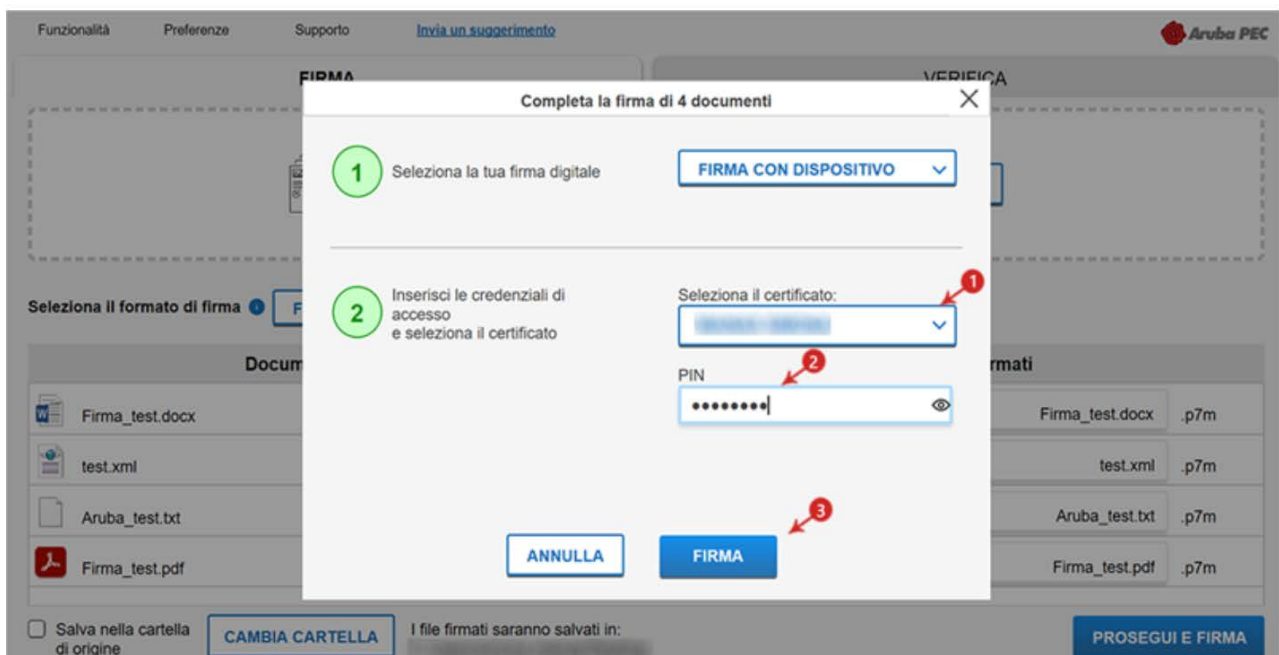 Funzionalità Preferenze Supporto Invia un suggerimento Aruba PEC
FIRMA VERIFICA
Completa la firma di 4 documenti
1 Seleziona la tua firma digitale FIRMA CON DISPOSITIVO
Seleziona il formato di firma
2 Inserisci le credenziali di
accesso
e seleziona il certificato
Seleziona il certificato:
1
PIN
2
3
ANNULLA FIRMA
Docum rmati
Firma_test.docx Firma_test.docx .p7m
test.xml test.xml .p7m
Aruba_test.txt Aruba_test.txt .p7m
Firma_test.pdf Firma_test.pdf .p7m
Salva nella cartella
di origine
CAMBIA CARTELLA
I file firmati saranno salvati in:
PROSEGUI E FIRMA